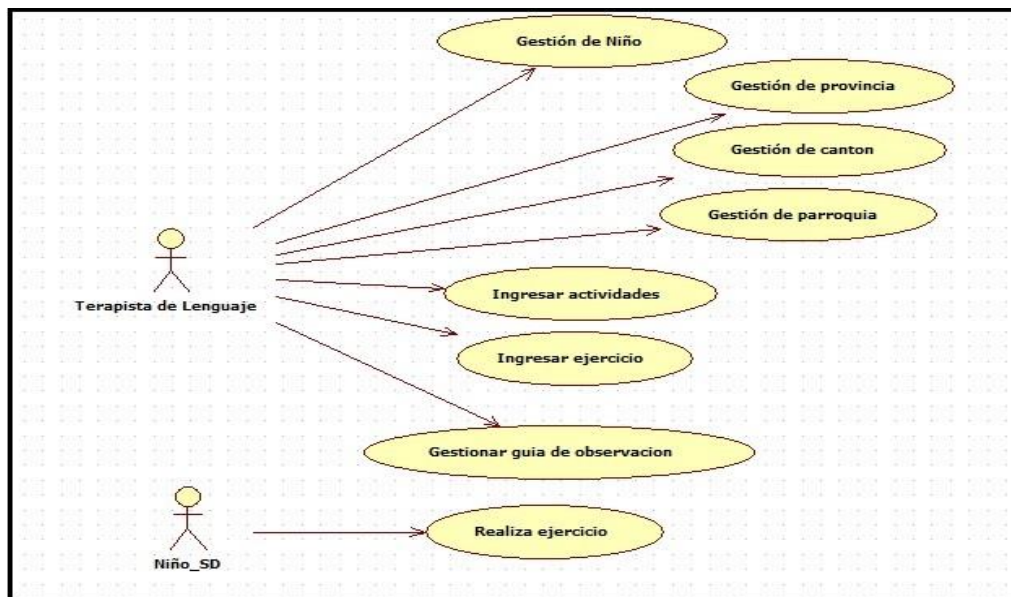 Gestión de Niño
Gestión de provincia
Gestión de canton
Gestión de parroquia
Terapista de Lenguaje
Ingresar actividades
Ingresar ejercicio
Gestionar guia de observacion
Realiza ejercicio
Niño_SD